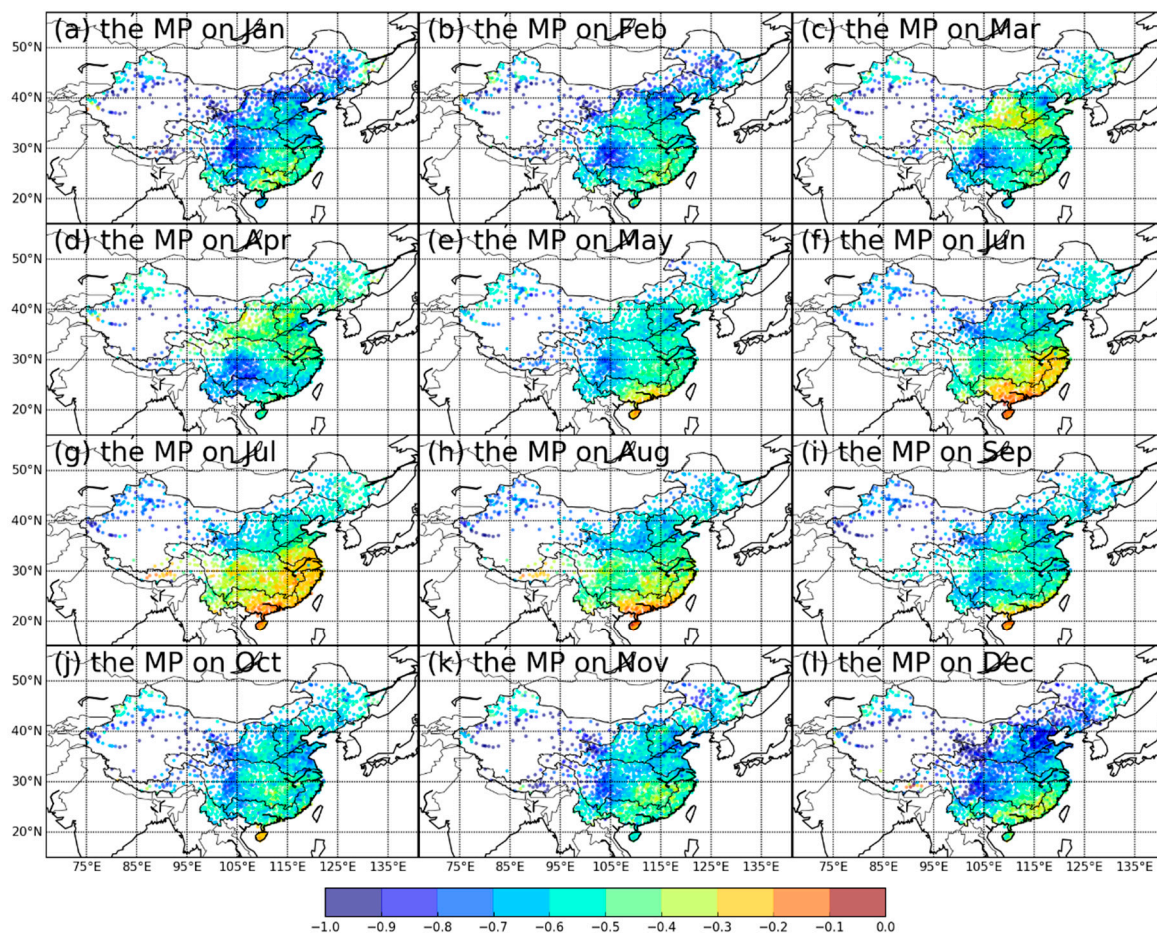 (a) the MP on Jan
(b) the MP on Feb
(c) the MP on Mar
50°N
40°N
30°N
20°N
(d) the MP on Apr
(e) the MP on May
(f) the MP on Jun
50°N
40°N
30°N
20°N
(g) the MP on Jul
(h) the MP on Aug
(i) the MP on Sep
50°N
40°N
30°N
20°N
(j) the MP on Oct
(k) the MP on Nov
(l) the MP on Dec
50°N
40°N
30°N
20°N
75°E 85°E 95°E 105°E 115°E 125°E 135°E 75°E 85°E 95°E 105°E 115°E 125°E 135°E 75°E 85°E 95°E 105°E 115°E 125°E 135°E
−1.0 −0.9 −0.8 −0.7 −0.6 −0.5 −0.4 −0.3 −0.2 −0.1 0.0